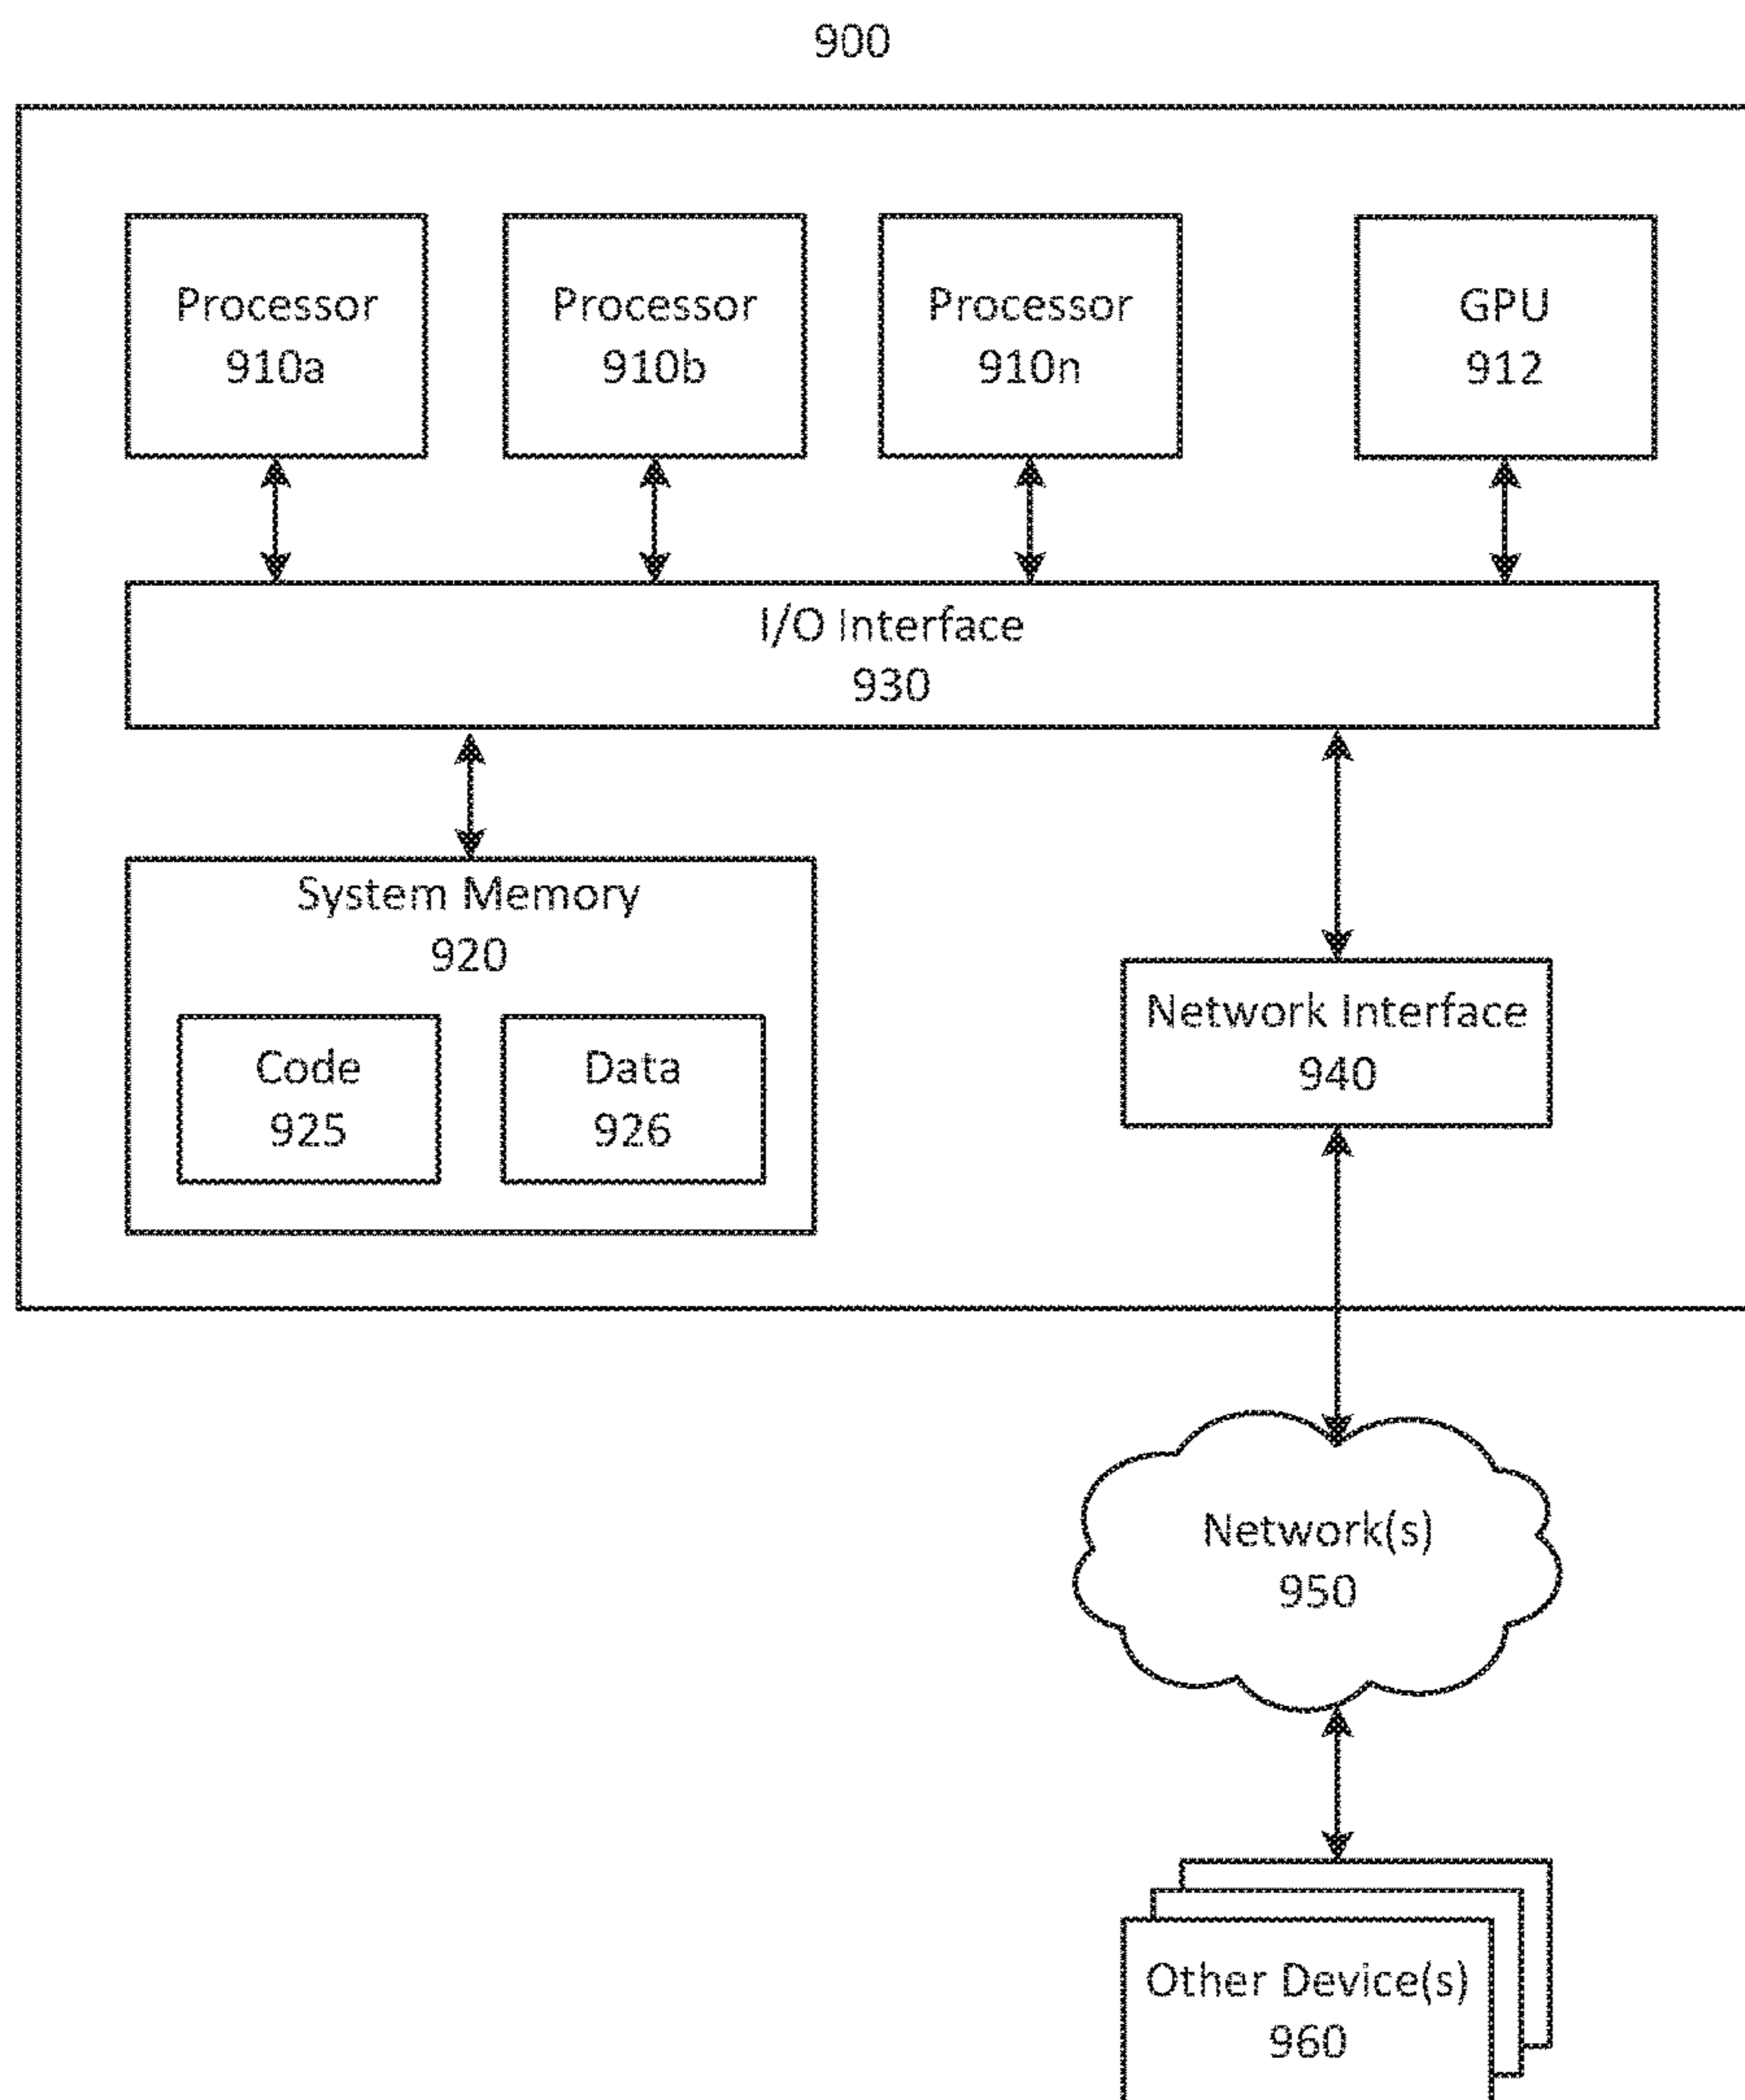 900
Processor
910a
Processor
910b
Processor
910n
GPU
912
I/O Interface
930
System Memory
920
Code
925
Data
926
Network Interface
940
Network(s)
950
Other Device(s)
960